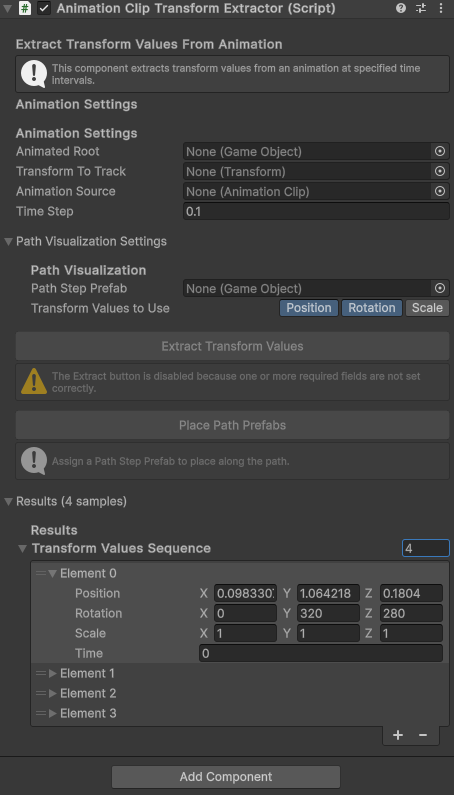 # Animation Clip Transform Extractor (Script)
Extract Transform Values From Animation
This component extracts transform values from an animation at specified time
intervals.
Animation Settings
Animation Settings
Animated Root None (Game Object)
Transform To Track None (Transform)
Animation Source None (Animation Clip)
Time Step 0.1
Path Visualization Settings
Path Visualization
Path Step Prefab None (Game Object)
Transform Values to Use Position Rotation Scale
Extract Transform Values
The Extract button is disabled because one or more required fields are not set
correctly.
Place Path Prefabs
Assign a Path Step Prefab to place along the path.
Results (4 samples)
Results
Transform Values Sequence 4
Element 0
Position X 0.098330 Y 1.064218 Z 0.1804
Rotation X 0 Y 320 Z 280
Scale X 1 Y 1 Z 1
Time 0
Element 1
Element 2
Element 3
+ −
Add Component